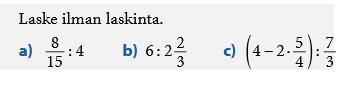 Laske ilman laskinta.
a) 8/15 : 4 b) 6 : 2 2/3 c) (4 – 2 · 5/4) : 7/3